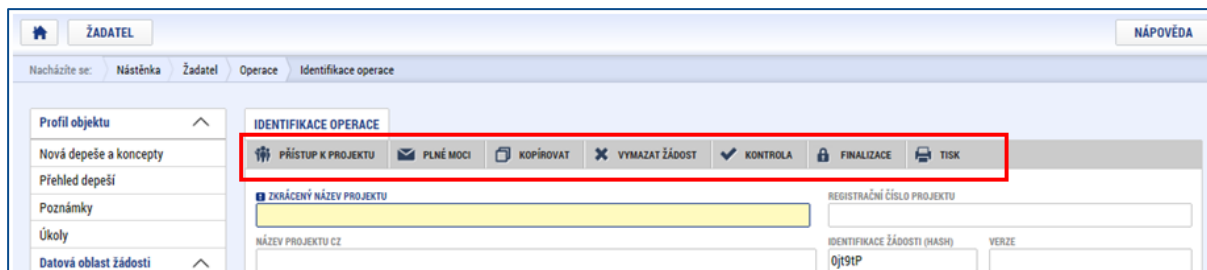 ŽADATEL NÁPOVĚDA
Nacházíte se: Nástěnka Žadatel Operace Identifikace operace
Profil objektu
Nová depeše a koncepty
Přehled depeší
Poznámky
Úkoly
Datová oblast žádosti
IDENTIFIKACE OPERACE
PŘÍSTUP K PROJEKTU PLNÉ MOCI KOPÍROVAT VYMAZAT ŽÁDOST KONTROLA FINALIZACE TISK
ZKRÁCENÝ NÁZEV PROJEKTU REGISTRAČNÍ ČÍSLO PROJEKTU
NÁZEV PROJEKTU CZ IDENTIFIKACE ŽÁDOSTI (HASH) VERZE
0jt9tP